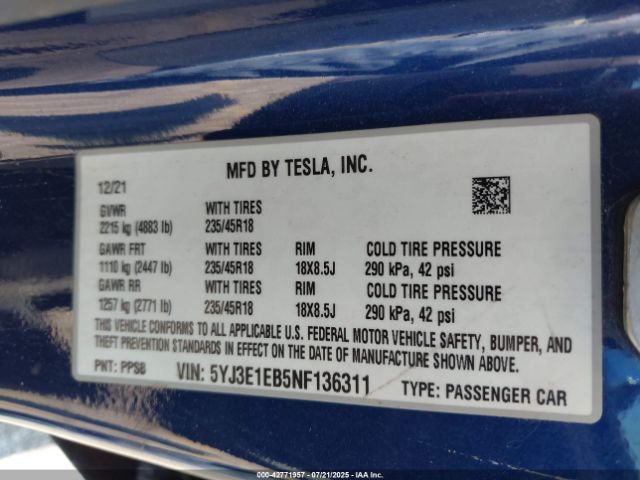 MFD BY TESLA, INC.
12/21
GVWR WITH TIRES
2215 kg (4883 lb) 235/45R18
GAWR FRT WITH TIRES RIM COLD TIRE PRESSURE
1110 kg (2447 lb) 235/45R18 18X8.5J 290 kPa, 42 psi
GAWR RR WITH TIRES RIM COLD TIRE PRESSURE
1257 kg (2771 lb) 235/45R18 18X8.5J 290 kPa, 42 psi
THIS VEHICLE CONFORMS TO ALL APPLICABLE U.S. FEDERAL MOTOR VEHICLE SAFETY, BUMPER, AND
THEFT PREVENTION STANDARDS IN EFFECT ON THE DATE OF MANUFACTURE SHOWN ABOVE.
PNT: PPSB VIN: 5YJ3E1EB5NF136311 TYPE: PASSENGER CAR
000-42771957 - 07/21/2025 - IAA Inc.